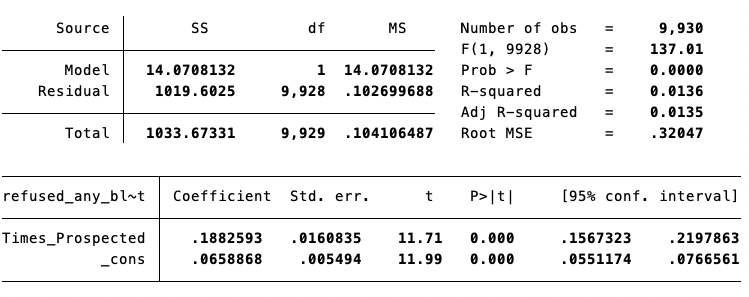 Source SS df MS Number of obs = 9,930
F(1, 9928) = 137.01
Model 14.0708132 1 14.0708132 Prob > F = 0.0000
Residual 1019.6025 9,928 .102699688 R-squared = 0.0136
Adj R-squared = 0.0135
Total 1033.67331 9,929 .104106487 Root MSE = .32047
refused_any_bl~t Coefficient Std. err. t P>|t| [95% conf. interval]
Times_Prospected .1882593 .0160835 11.71 0.000 .1567323 .2197863
_cons .0658868 .005494 11.99 0.000 .0551174 .0766561